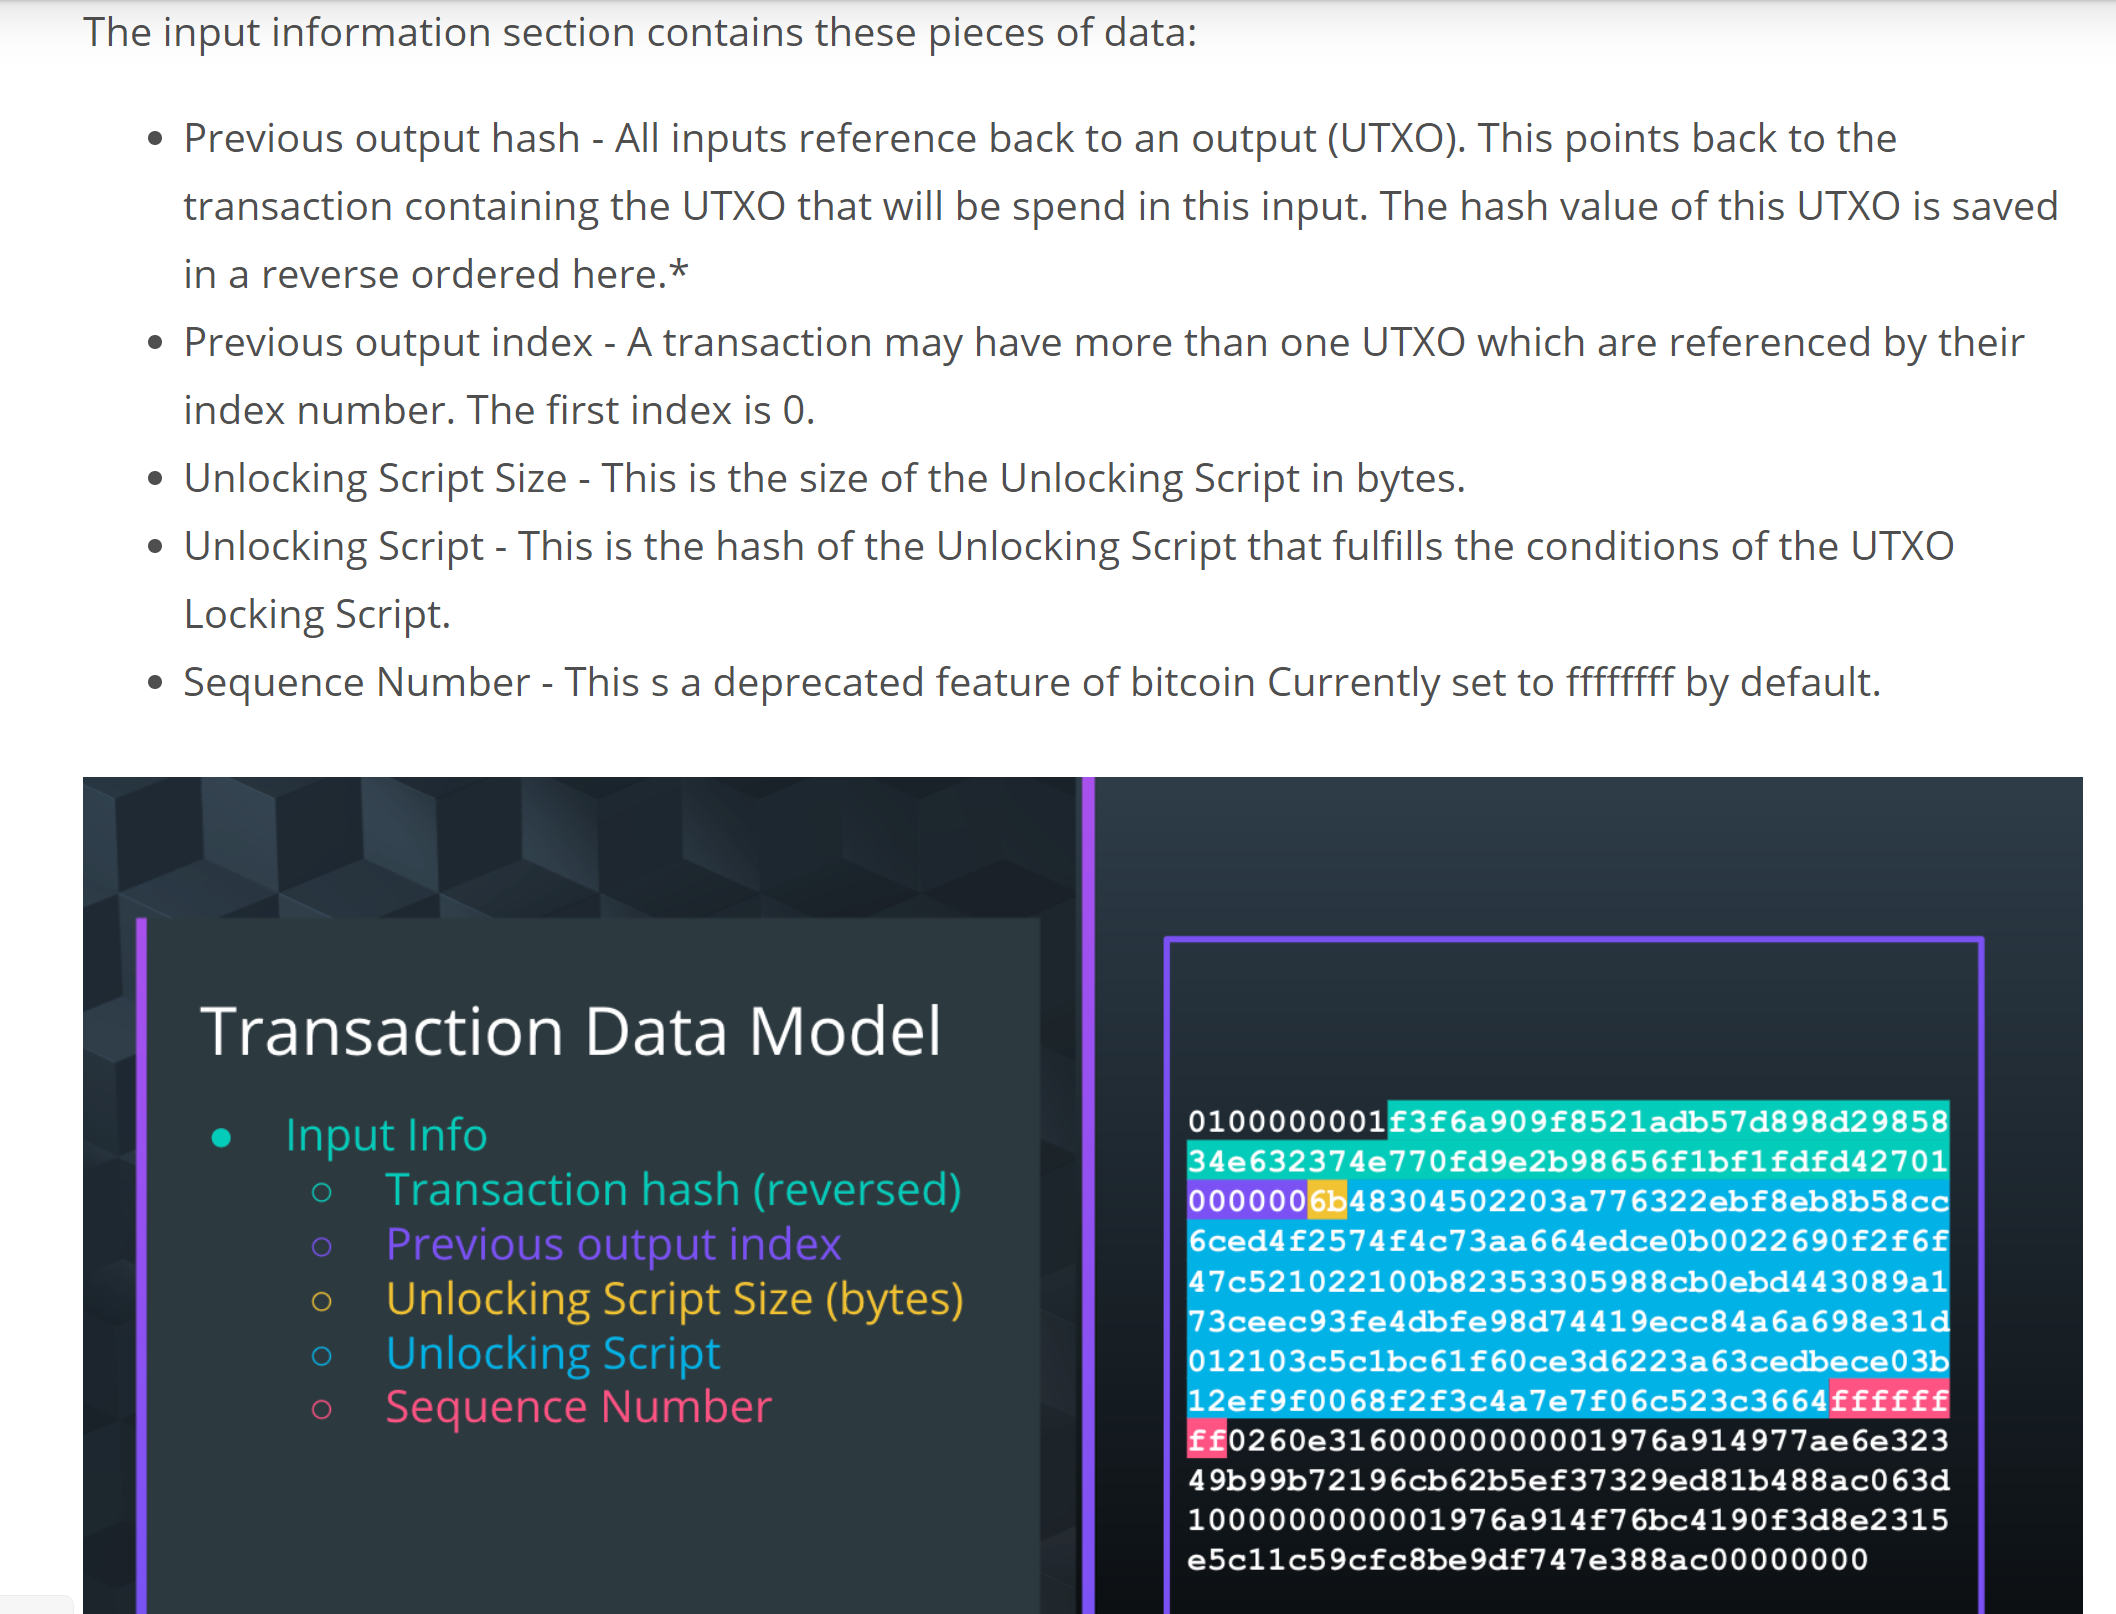 The input information section contains these pieces of data:
Previous output hash - All inputs reference back to an output (UTXO). This points back to the
transaction containing the UTXO that will be spend in this input. The hash value of this UTXO is saved
in a reverse ordered here.*
Previous output index - A transaction may have more than one UTXO which are referenced by their
index number. The first index is 0.
Unlocking Script Size - This is the size of the Unlocking Script in bytes.
Unlocking Script - This is the hash of the Unlocking Script that fulfills the conditions of the UTXO
Locking Script.
Sequence Number - This s a deprecated feature of bitcoin Currently set to ffffffff by default.
Transaction Data Model
Input Info
Transaction hash (reversed)
Previous output index
Unlocking Script Size (bytes)
Unlocking Script
Sequence Number
0100000001f3f6a909f8521adb57d898d29858
34e632374e770fd9e2b98656f1bf1fdfd42701
0000006b48304502203a776322ebf8eb8b58cc
6ced4f2574f4c73aa664edce0b0022690f2f6f
47c521022100b82353305988cb0ebd443089a1
73ceec93fe4dbfe98d74419ecc84a6a698e31d
012103c5c1bc61f60ce3d6223a63cedbece03b
12ef9f0068f2f3c4a7e7f06c523c3664ffffff
ff0260e31600000000001976a914977ae6e323
49b99b72196cb62b5ef37329ed81b488ac063d
1000000000001976a914f76bc4190f3d8e2315
e5c11c59cfc8be9df747e388ac00000000